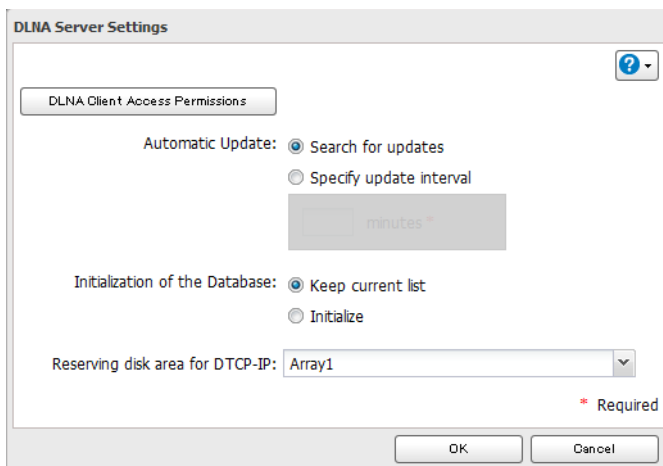 DLNA Server Settings
?
DLNA Client Access Permissions
Automatic Update: Search for updates
Specify update interval
minutes *
Initialization of the Database: Keep current list
Initialize
Reserving disk area for DTCP-IP: Array1
* Required
OK Cancel